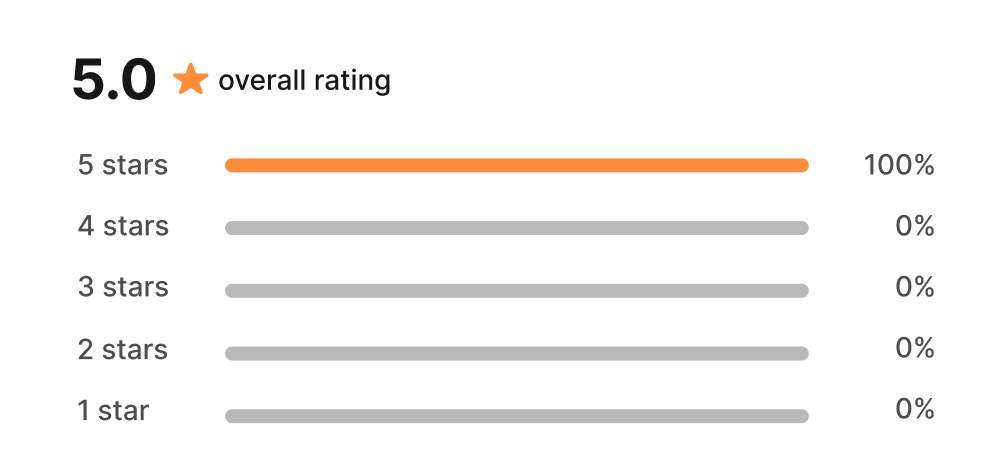 5.0 overall rating
5 stars 100%
4 stars 0%
3 stars 0%
2 stars 0%
1 star 0%